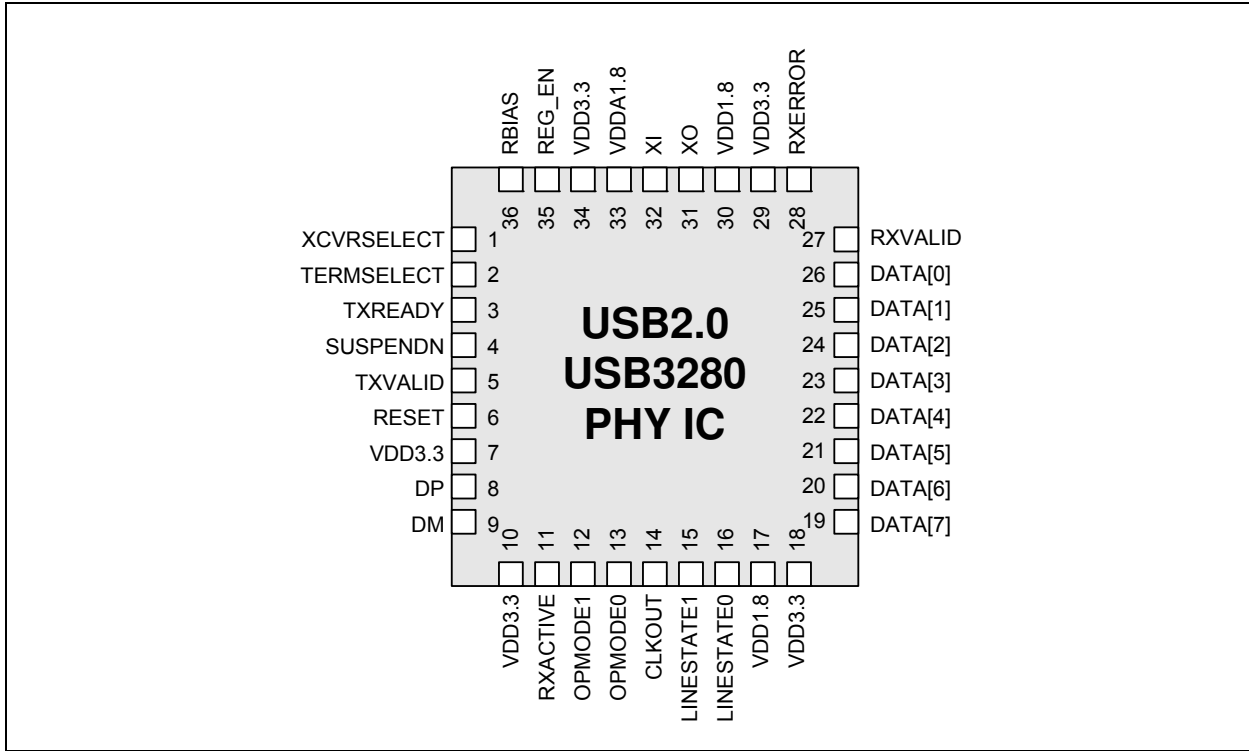 RBIAS
REG_EN
VDD3.3
VDDA1.8
XI
XO
VDD1.8
VDD3.3
RXERROR
36
35
34
33
32
31
30
29
28
XCVRSELECT 1
TERMSELECT 2
TXREADY 3
SUSPENDN 4
TXVALID 5
RESET 6
VDD3.3 7
DP 8
DM 9
USB2.0
USB3280
PHY IC
27 RXVALID
26 DATA[0]
25 DATA[1]
24 DATA[2]
23 DATA[3]
22 DATA[4]
21 DATA[5]
20 DATA[6]
19 DATA[7]
10
11
12
13
14
15
16
17
18
VDD3.3
RXACTIVE
OPMODE1
OPMODE0
CLKOUT
LINESTATE1
LINESTATE0
VDD1.8
VDD3.3